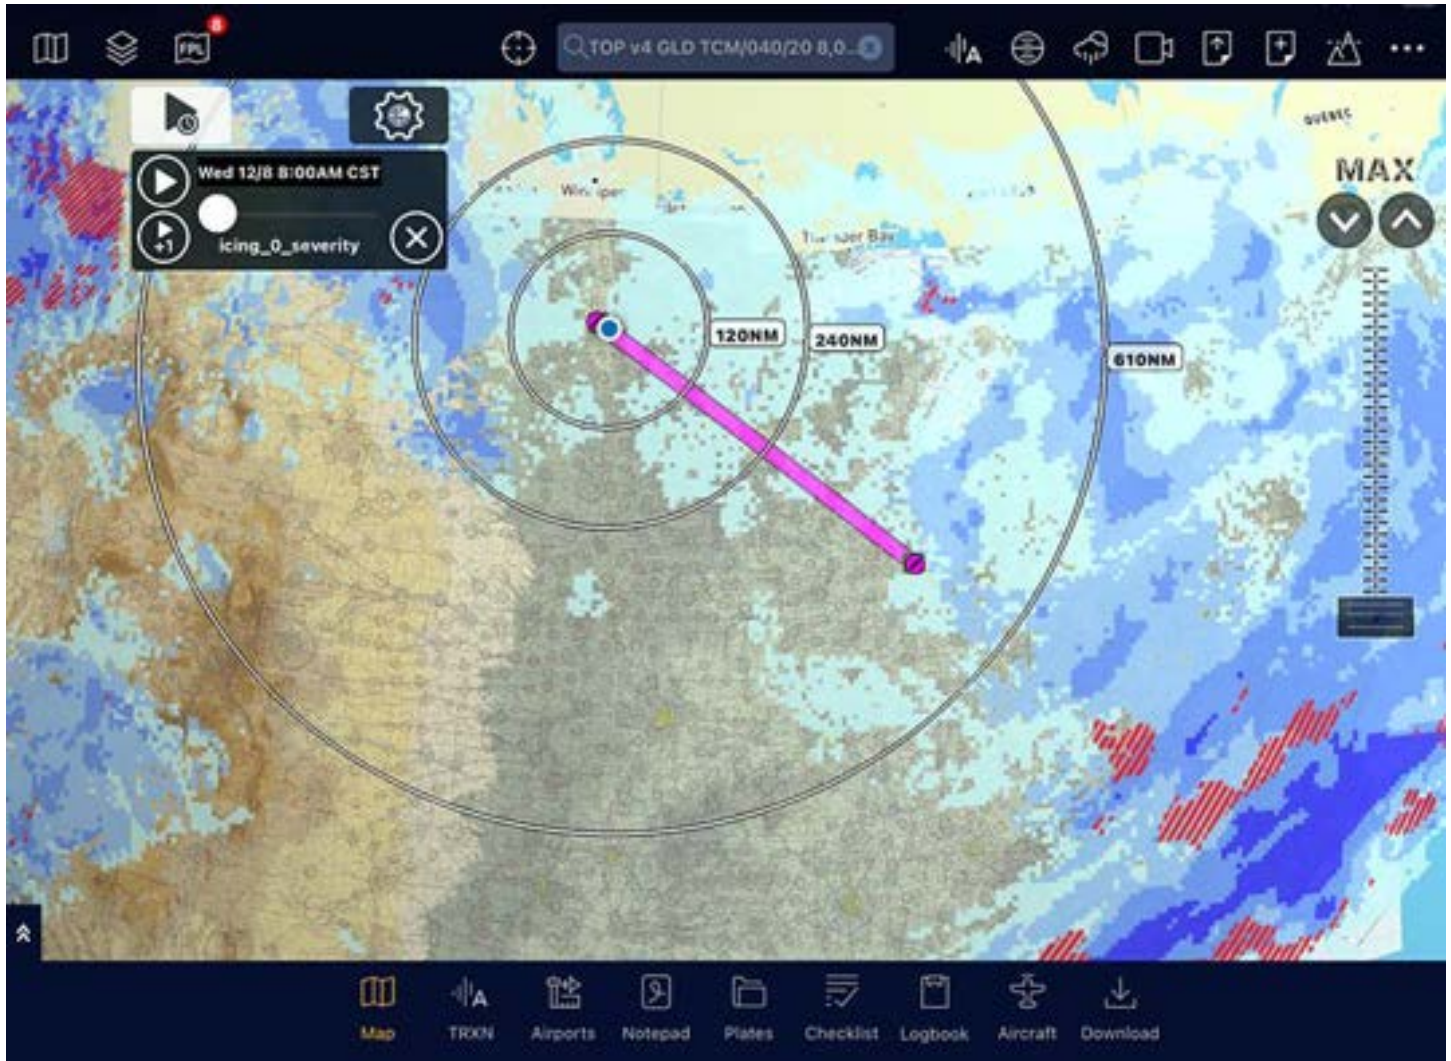 FPL
8
TOP v4 GLD TCM/040/20 8,0...
A
QUEBEC
MAX
Wed 12/8 8:00AM CST
+1
icing_0_severity
120NM
240NM
610NM
Map
A
TRXN
Airports
Notepad
Plates
Checklist
Logbook
Aircraft
Download